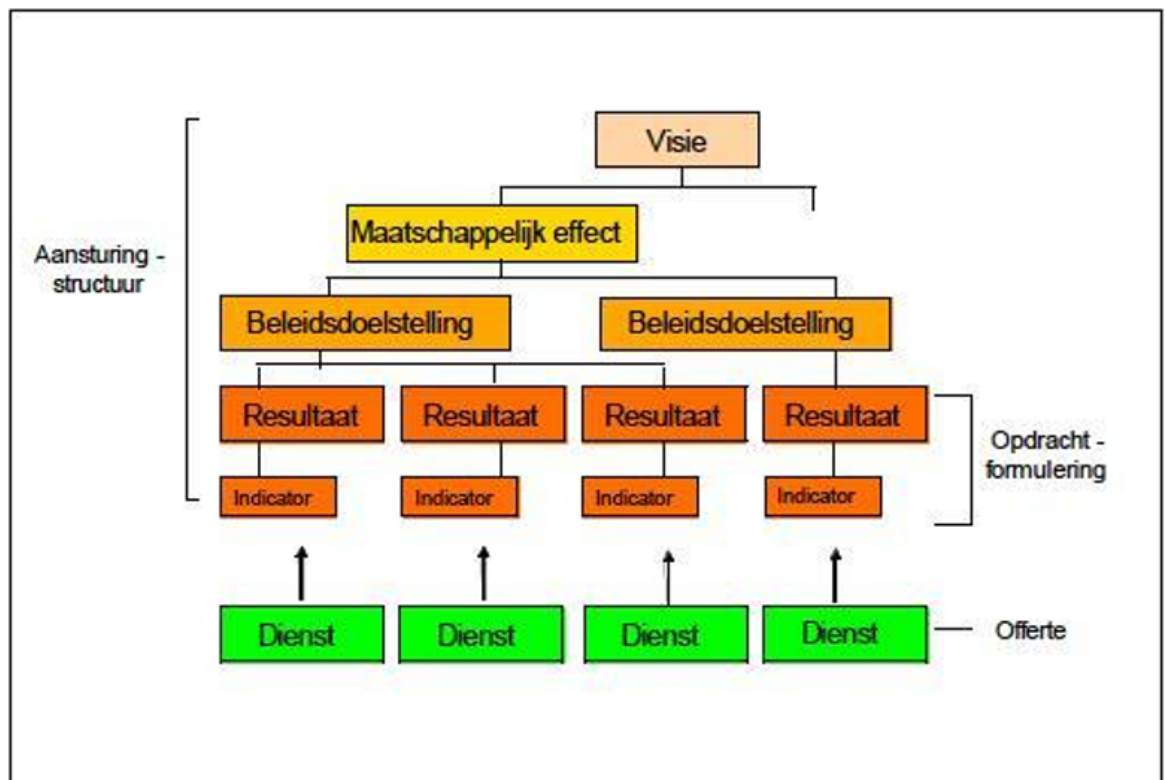 Visie
Maatschappelijk effect
Aansturing -
structuur
Beleidsdoelstelling
Beleidsdoelstelling
Resultaat
Resultaat
Resultaat
Resultaat
Opdracht -
formulering
Indicator
Indicator
Indicator
Indicator
Dienst
Dienst
Dienst
Dienst
Offerte